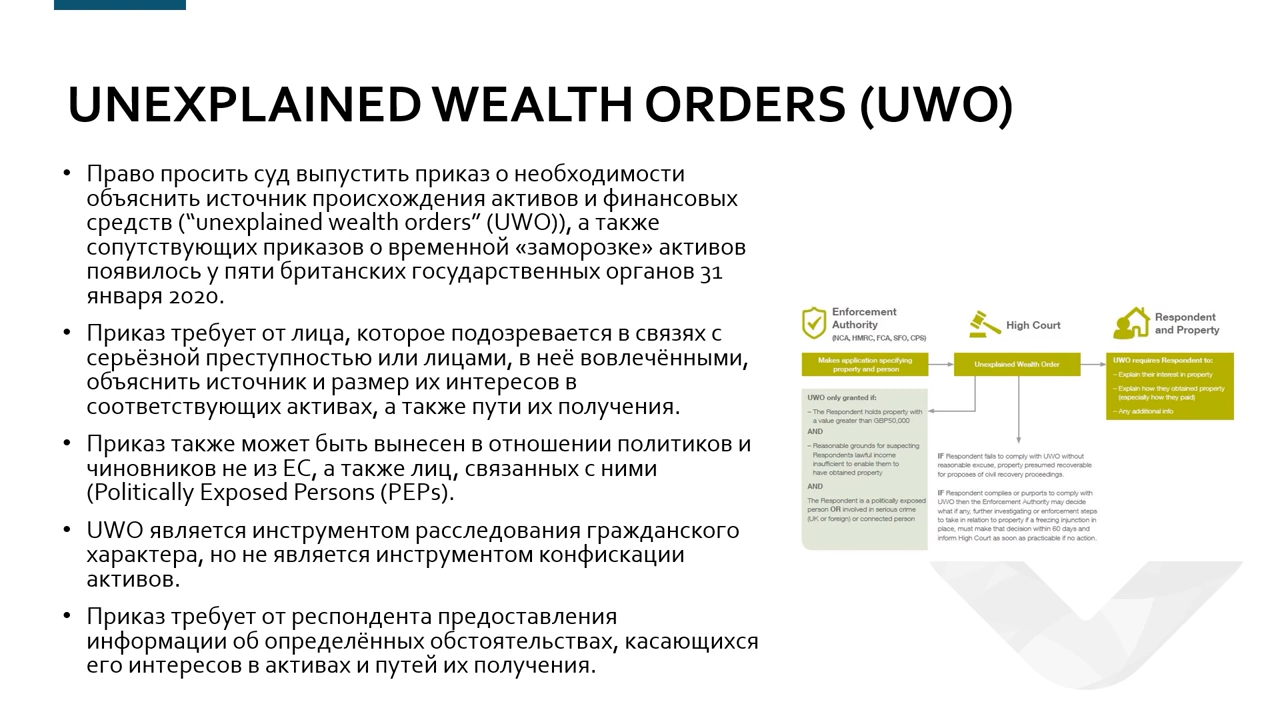 UNEXPLAINED WEALTH ORDERS (UWO)
• Право просить суд выпустить приказ о необходимости
объяснить источник происхождения активов и финансовых
средств (“unexplained wealth orders” (UWO)), а также
сопутствующих приказов о временной «заморозке» активов
появилось у пяти британских государственных органов 31
января 2020.
• Приказ требует от лица, которое подозревается в связях с
серьёзной преступностью или лицами, в неё вовлечёнными,
объяснить источник и размер их интересов в
соответствующих активах, а также пути их получения.
• Приказ также может быть вынесен в отношении политиков и
чиновников не из ЕС, а также лиц, связанных с ними
(Politically Exposed Persons (PEPs).
• UWO является инструментом расследования гражданского
характера, но не является инструментом конфискации
активов.
• Приказ требует от респондента предоставления
информации об определённых обстоятельствах, касающихся
его интересов в активах и путей их получения.
Enforcement
Authority
(NCA, HMRC, FCA, SFO, CPS)
High Court
Respondent
and Property
Makes application specifying
property and person
Unexplained Wealth Order
UWO requires Respondent to:
– Explain their interest in property
– Explain how they obtained property
(especially how they paid)
– Any additional info
UWO only granted if:
– The Respondent holds property with
a value greater than GBP50,000
AND
– Reasonable grounds for suspecting
Respondents lawful income
insufficient to enable them to
have obtained property
AND
The Respondent is a politically exposed
person OR involved in serious crime
(UK or foreign) or connected person
IF Respondent fails to comply with UWO without
reasonable excuse, property presumed recoverable
for proposes of civil recovery proceedings.
IF Respondent complies or purports to comply with
UWO then the Enforcement Authority may decide
what if any, further investigating or enforcement steps
to take in relation to property if a freezing injunction in
place, must make that decision within 60 days and
inform High Court as soon as practicable if no action.